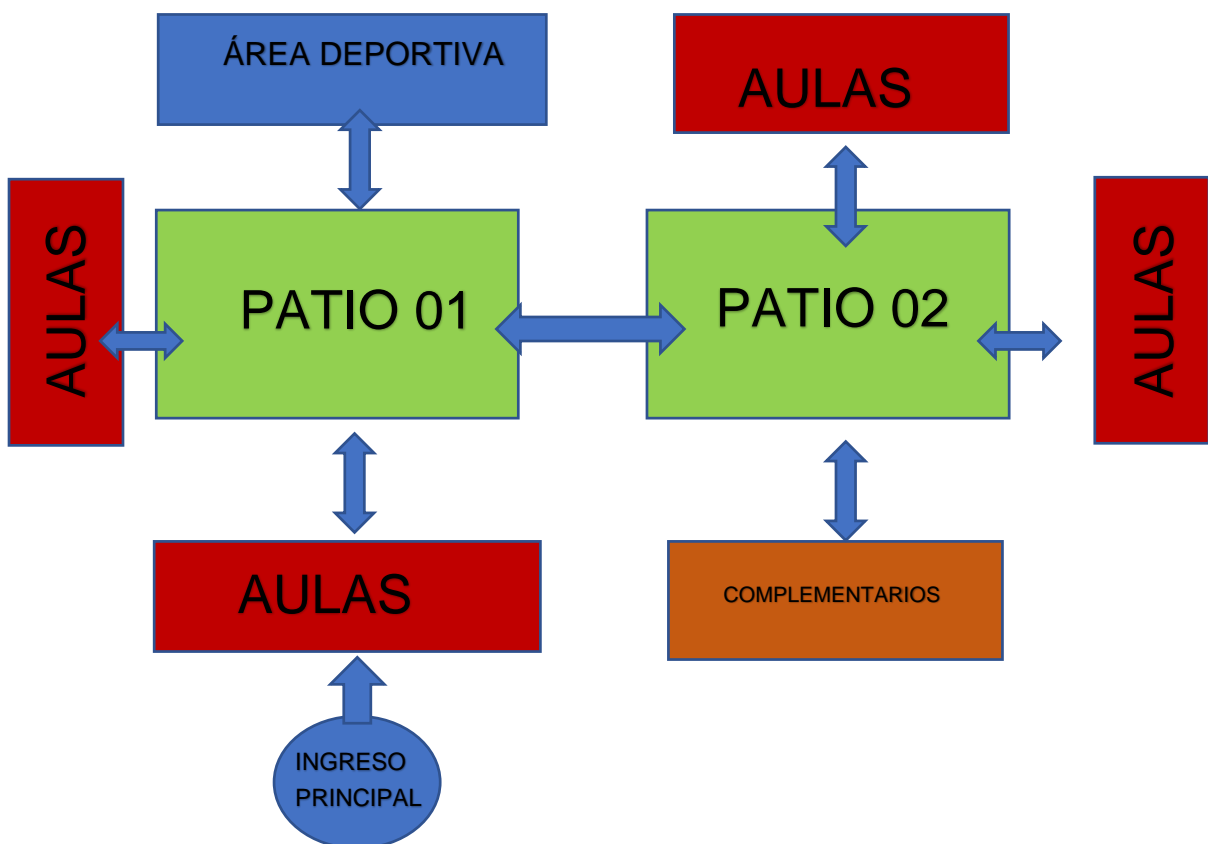 ÁREA DEPORTIVA
AULAS
AULAS
PATIO 01
PATIO 02
AULAS
AULAS
COMPLEMENTARIOS
INGRESO
PRINCIPAL